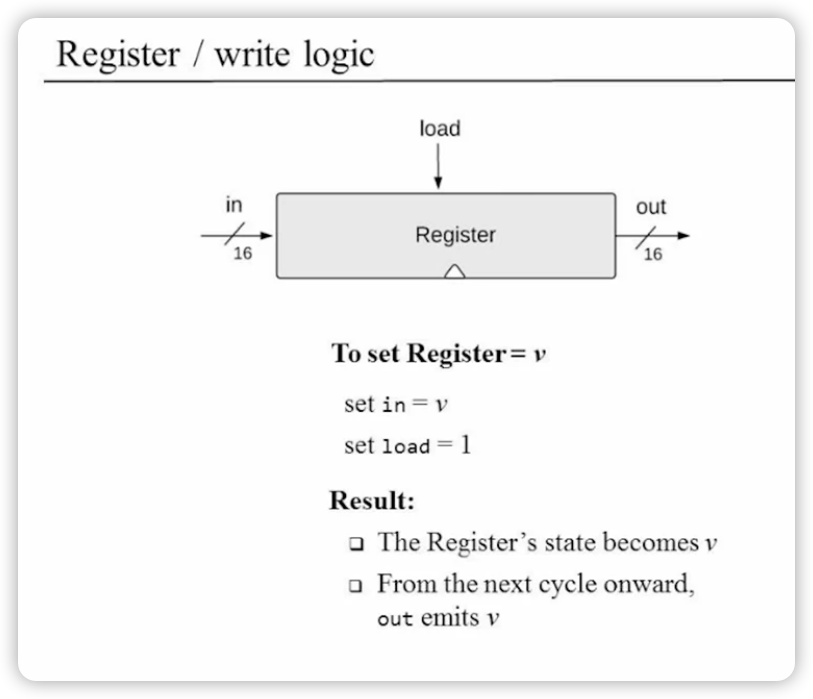 Register / write logic
load
in
out
Register
16
16
To set Register= v
set in = v
set load = 1
Result:
❑ The Register’s state becomes v
❑ From the next cycle onward,
out emits v